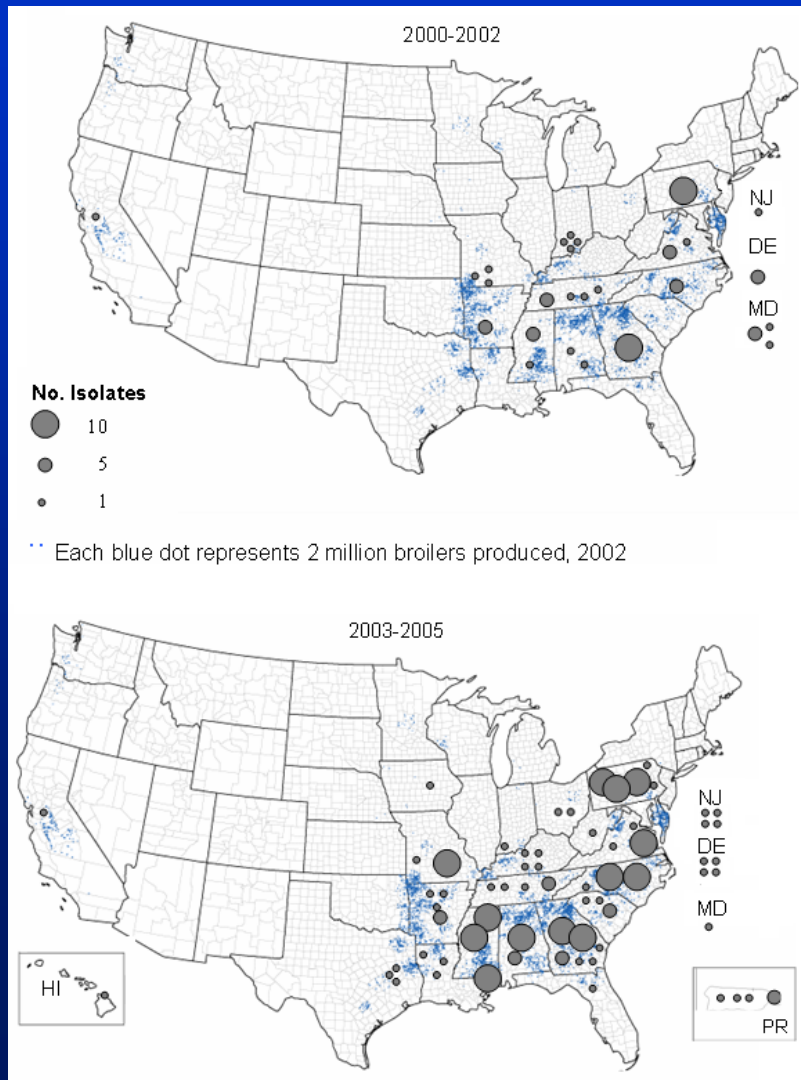 2000-2002
NJ
DE
MD
No. Isolates
10
5
1
Each blue dot represents 2 million broilers produced, 2002
2003-2005
NJ
DE
MD
HI
PR